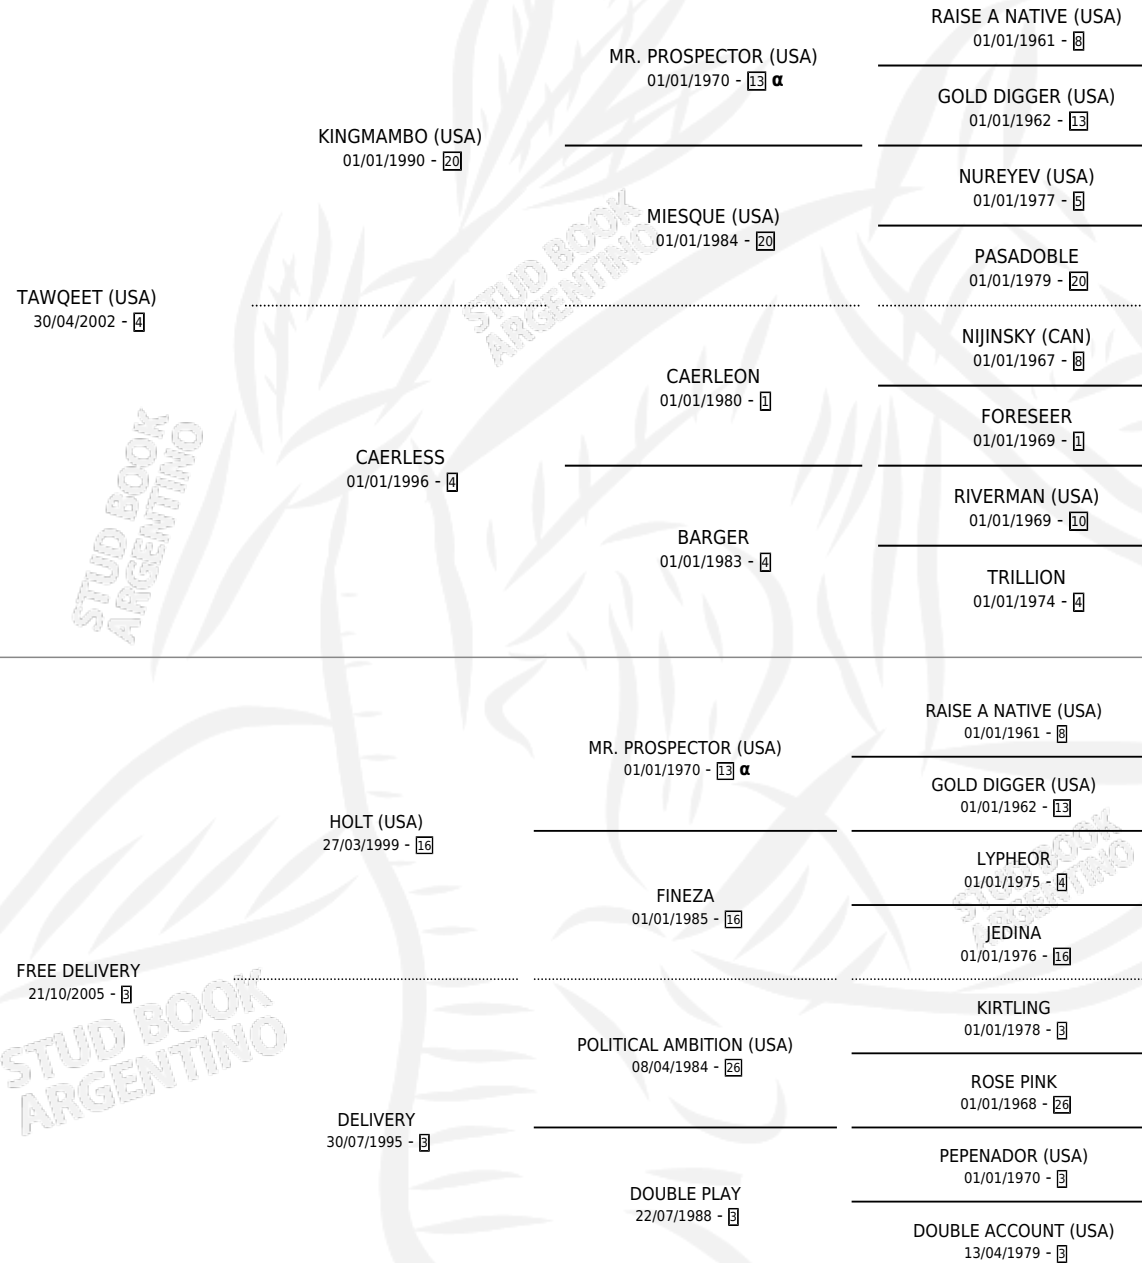 RAISE A NATIVE (USA)
01/01/1961 - 8
MR. PROSPECTOR (USA)
01/01/1970 - 13 α
GOLD DIGGER (USA)
01/01/1962 - 13
KINGMAMBO (USA)
01/01/1990 - 20
NUREYEV (USA)
01/01/1977 - 5
MIESQUE (USA)
01/01/1984 - 20
PASADOBLE
01/01/1979 - 20
STUD BOOK
ARGENTINO
TAWQEET (USA)
30/04/2002 - 4
NIJINSKY (CAN)
01/01/1967 - 8
CAERLEON
01/01/1980 - 1
FORESEER
01/01/1969 - 1
CAERLESS
01/01/1996 - 4
RIVERMAN (USA)
01/01/1969 - 10
BARGER
01/01/1983 - 4
TRILLION
01/01/1974 - 4
STUD BOOK
ARGENTINO
RAISE A NATIVE (USA)
01/01/1961 - 8
MR. PROSPECTOR (USA)
01/01/1970 - 13 α
GOLD DIGGER (USA)
01/01/1962 - 13
HOLT (USA)
27/03/1999 - 16
LYPHEOR
01/01/1975 - 4
FINEZA
01/01/1985 - 16
JEDINA
01/01/1976 - 16
STUD BOOK
ARGENTINO
FREE DELIVERY
21/10/2005 - 3
KIRTLING
01/01/1978 - 3
POLITICAL AMBITION (USA)
08/04/1984 - 26
ROSE PINK
01/01/1968 - 26
DELIVERY
30/07/1995 - 3
PEPENADOR (USA)
01/01/1970 - 3
DOUBLE PLAY
22/07/1988 - 3
DOUBLE ACCOUNT (USA)
13/04/1979 - 3
STUD BOOK
ARGENTINO